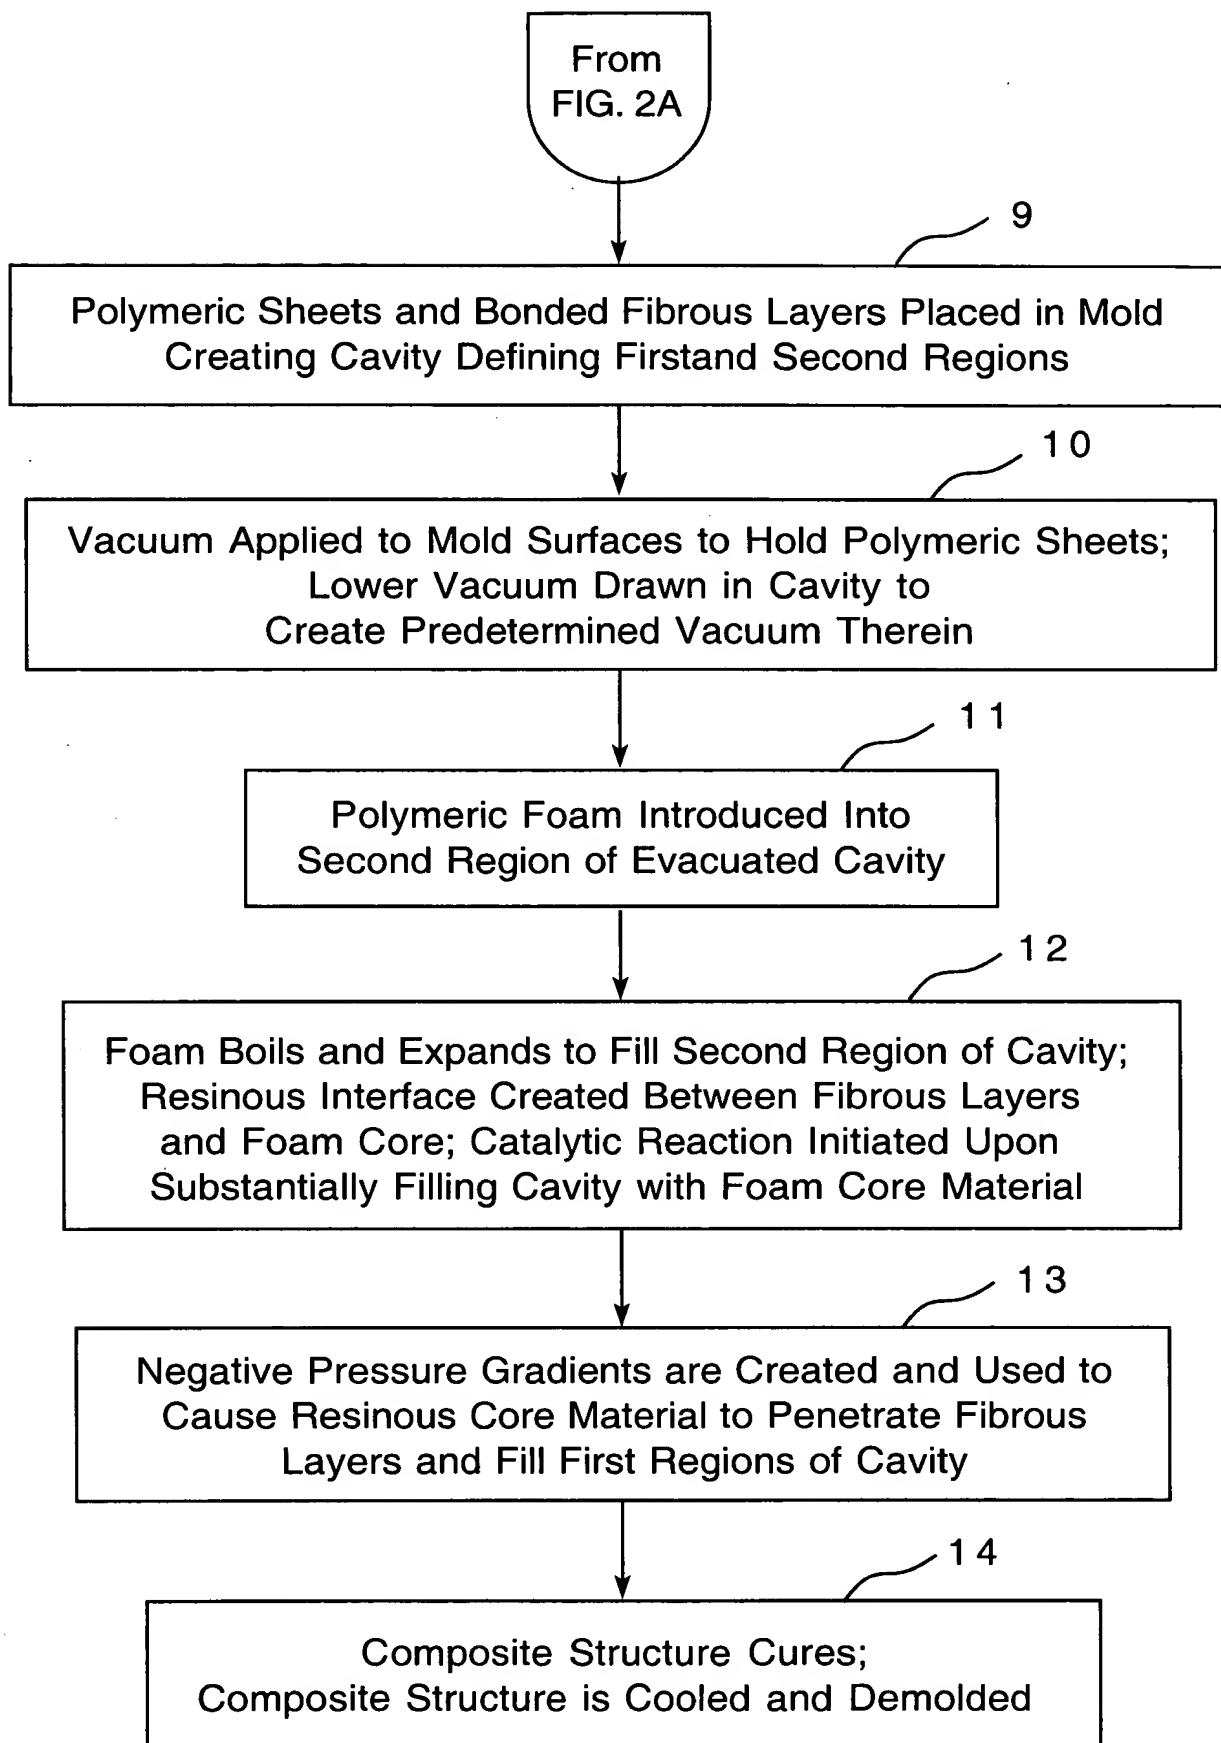 From
FIG. 2A
9
Polymeric Sheets and Bonded Fibrous Layers Placed in Mold
Creating Cavity Defining Firstand Second Regions
10
Vacuum Applied to Mold Surfaces to Hold Polymeric Sheets;
Lower Vacuum Drawn in Cavity to
Create Predetermined Vacuum Therein
11
Polymeric Foam Introduced Into
Second Region of Evacuated Cavity
12
Foam Boils and Expands to Fill Second Region of Cavity;
Resinous Interface Created Between Fibrous Layers
and Foam Core; Catalytic Reaction Initiated Upon
Substantially Filling Cavity with Foam Core Material
13
Negative Pressure Gradients are Created and Used to
Cause Resinous Core Material to Penetrate Fibrous
Layers and Fill First Regions of Cavity
14
Composite Structure Cures;
Composite Structure is Cooled and Demolded